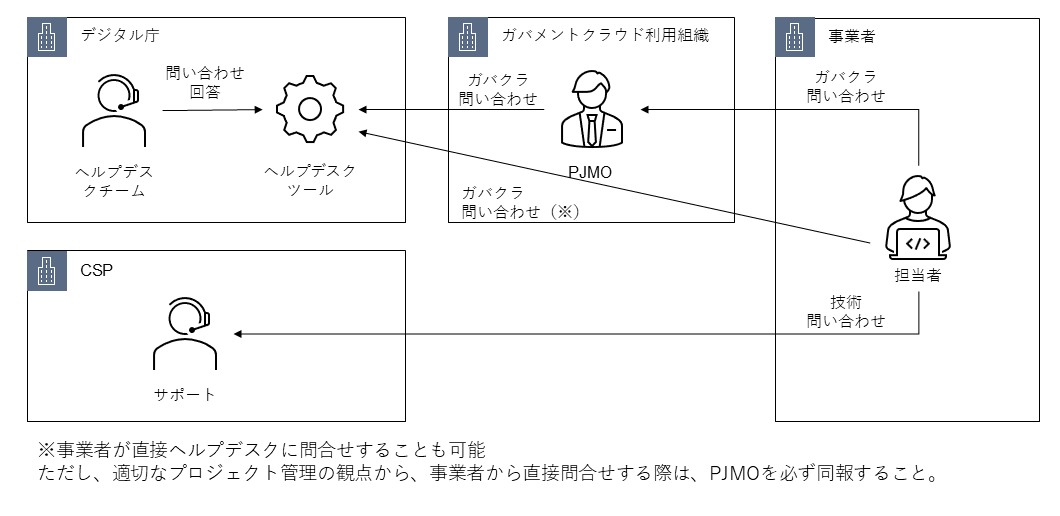 デジタル庁
問い合わせ
回答
ヘルプデス
クチーム
ヘルプデスク
ツール
ガバメントクラウド利用組織
ガバクラ
問い合わせ
PJMO
ガバクラ
問い合わせ（※）
事業者
ガバクラ
問い合わせ
担当者
技術
問い合わせ
CSP
サポート
※事業者が直接ヘルプデスクに問合せすることも可能
ただし、適切なプロジェクト管理の観点から、事業者から直接問合せする際は、PJMOを必ず同報すること。